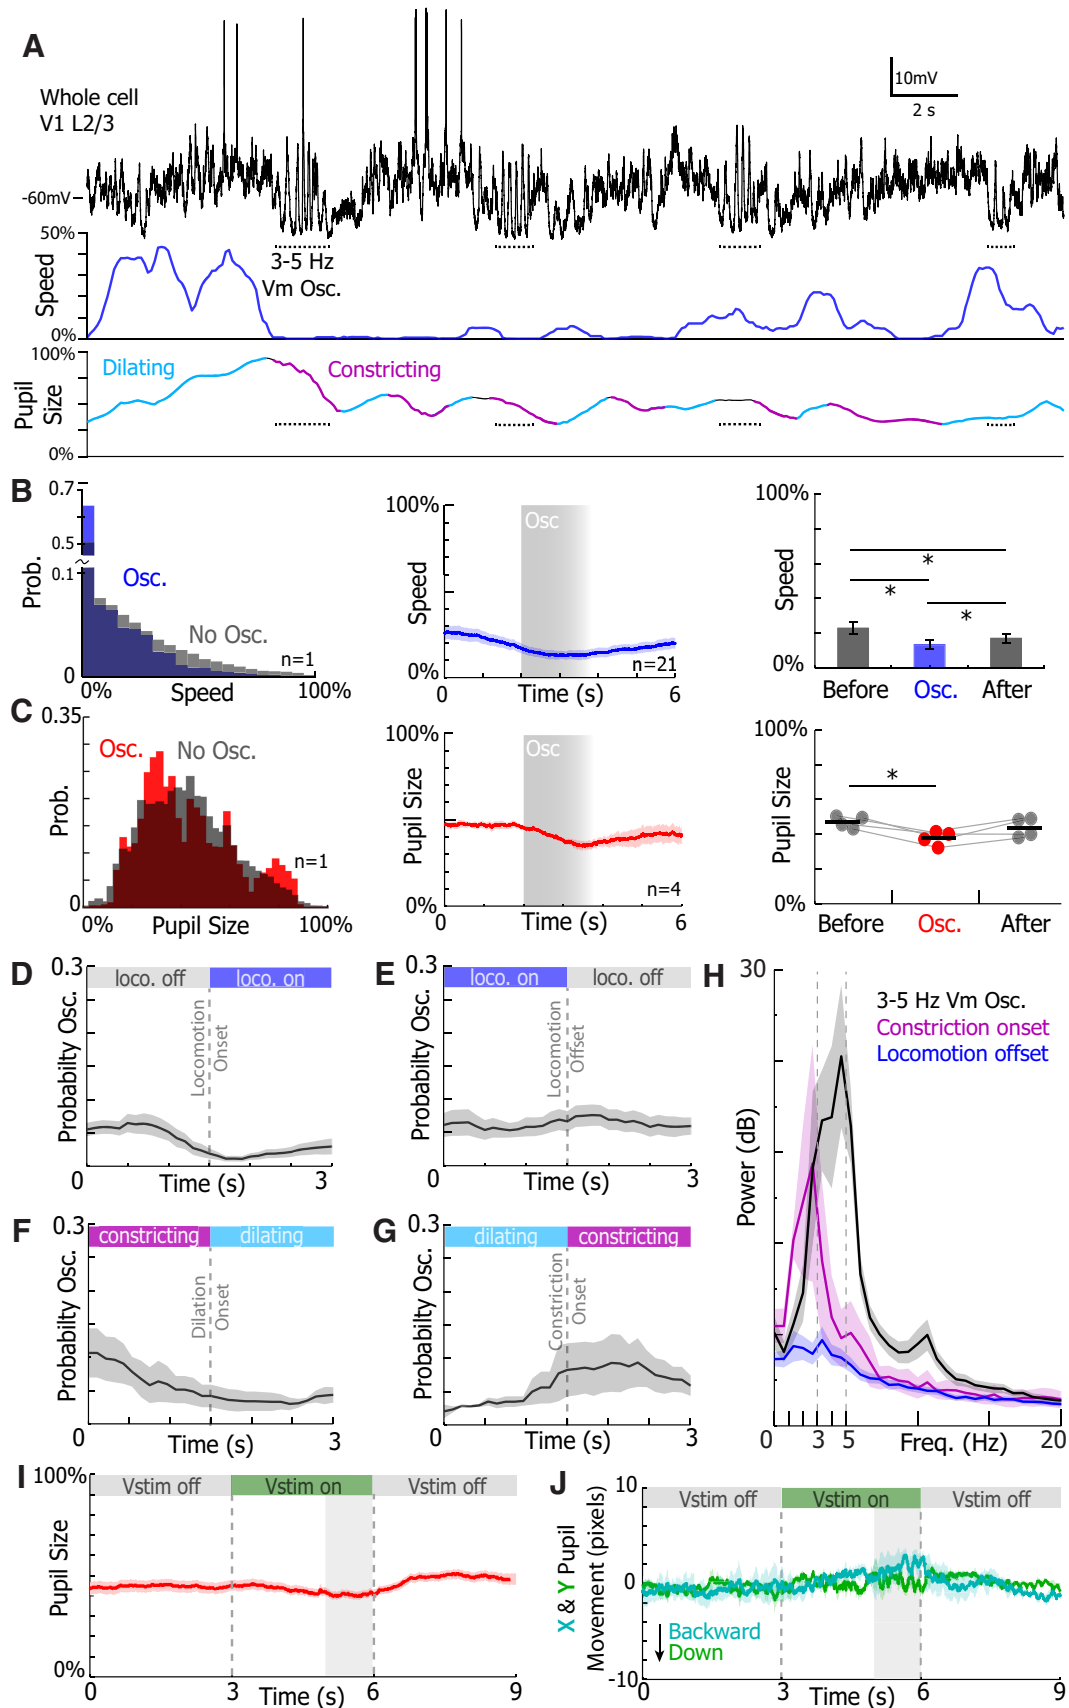 A
Whole cell
V1 L2/3
10mV
2 s
-60mV
50%
Speed
0%
3-5 Hz
Vm Osc.
100%
Pupil
Size
0%
Dilating
Constricting
B
0.7
0.5
0.1
0
Prob.
Osc.
No Osc.
n=1
0%
Speed
100%
100%
Speed
0%
Osc
n=21
0
Time (s)
6
100%
Speed
0%
*
*
*
Before
Osc.
After
C
0.35
Prob.
0
Osc.
No Osc.
n=1
0%
Pupil Size
100%
100%
Pupil Size
0%
Osc
n=4
0
Time (s)
6
100%
Pupil Size
0%
*
Before
Osc.
After
D
0.3
Probabilty Osc.
loco. off
loco. on
Locomotion
Onset
0
Time (s)
3
E
0.3
Probabilty Osc.
loco. on
loco. off
Locomotion
Offset
0
Time (s)
3
F
0.3
Probabilty Osc.
constricting
dilating
Dilation
Onset
0
Time (s)
3
G
0.3
Probabilty Osc.
dilating
constricting
Constriction
Onset
0
Time (s)
3
H
30
Power (dB)
3-5 Hz Vm Osc.
Constriction onset
Locomotion offset
0
3
5
Freq. (Hz)
20
I
100%
Pupil Size
0%
Vstim off
Vstim on
Vstim off
0
3
Time (s)
6
9
J
10
0
-10
X & Y Pupil
Movement (pixels)
Vstim off
Vstim on
Vstim off
Backward
Down
0
3
Time (s)
6
9